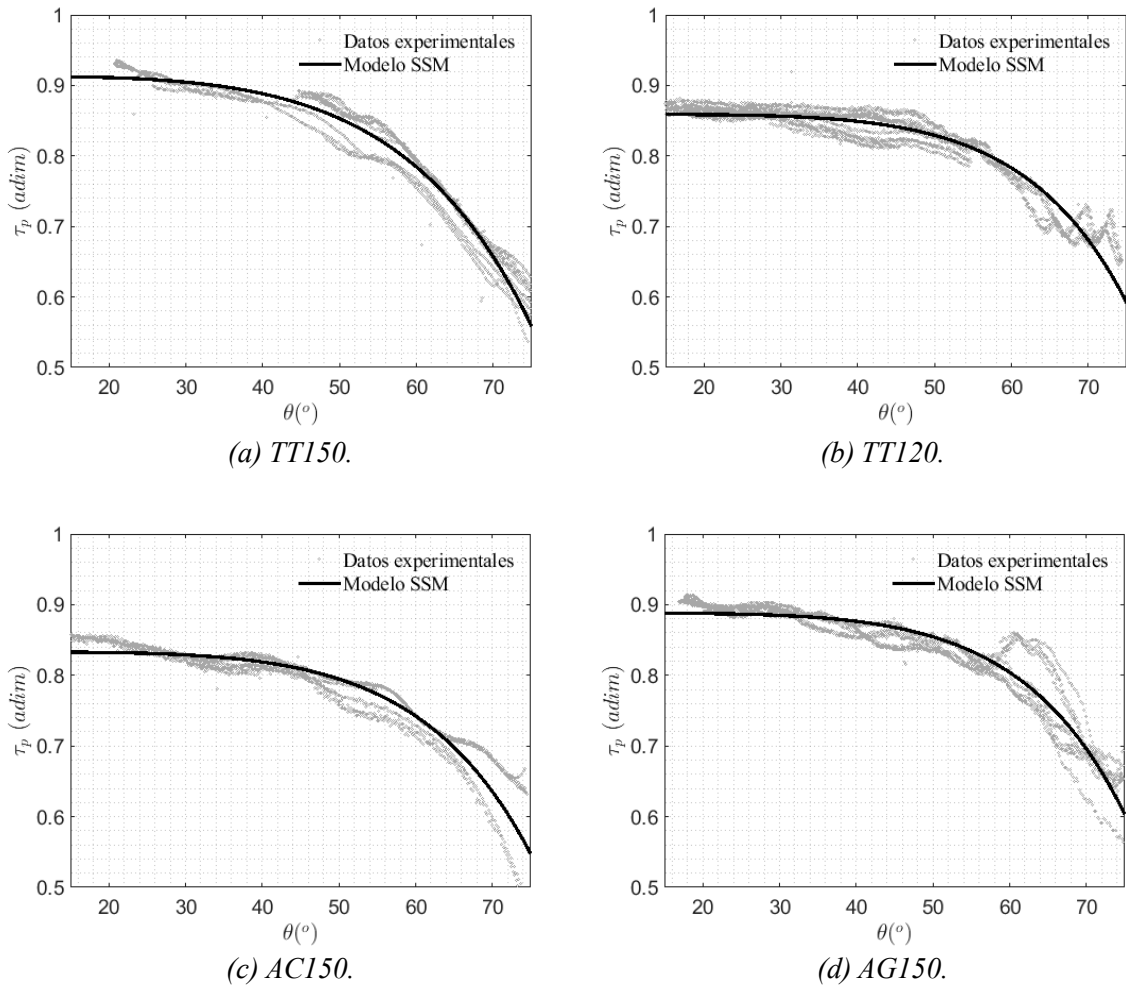 1
0.9
0.8
0.7
0.6
0.5
τp (adim)
Datos experimentales
Modelo SSM
20 30 40 50 60 70
θ(o)
(a) TT150.
1
0.9
0.8
0.7
0.6
0.5
τp (adim)
Datos experimentales
Modelo SSM
20 30 40 50 60 70
θ(o)
(b) TT120.
1
0.9
0.8
0.7
0.6
0.5
τp (adim)
Datos experimentales
Modelo SSM
20 30 40 50 60 70
θ(o)
(c) AC150.
1
0.9
0.8
0.7
0.6
0.5
τp (adim)
Datos experimentales
Modelo SSM
20 30 40 50 60 70
θ(o)
(d) AG150.